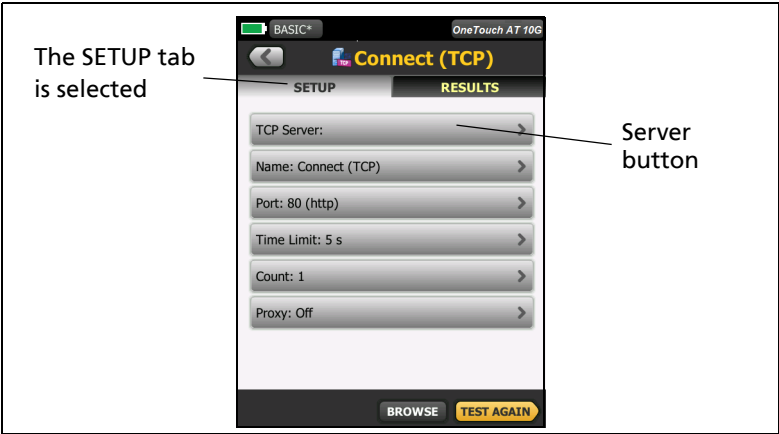 BASIC*
OneTouch AT 10G
The SETUP tab
is selected
TCP
Connect (TCP)
SETUP
RESULTS
TCP Server:
Server
button
Name: Connect (TCP)
Port: 80 (http)
Time Limit: 5 s
Count: 1
Proxy: Off
BROWSE
TEST AGAIN